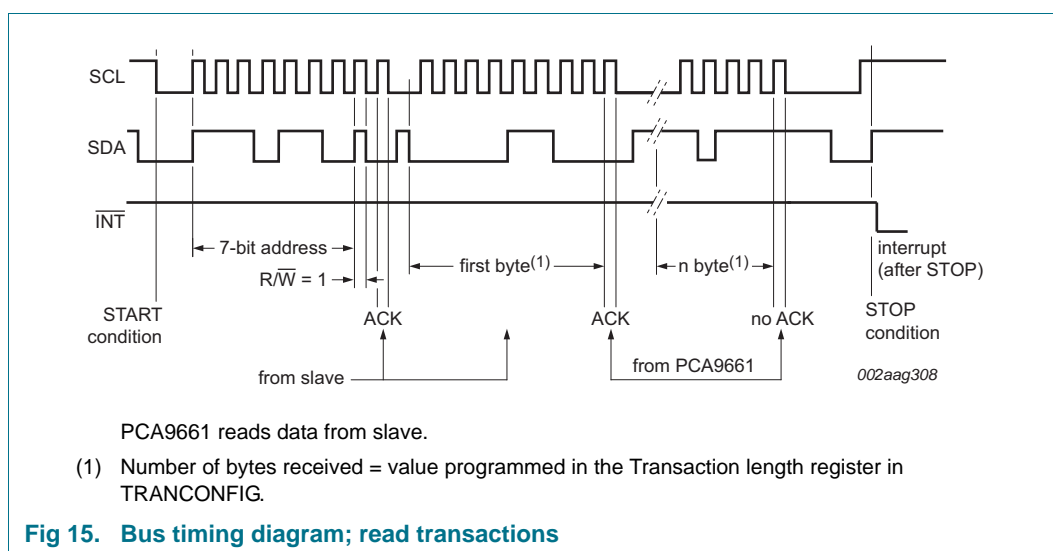 SCL
SDA
INT
7-bit address
first byte(1)
n byte(1)
interrupt
(after STOP)
R/W = 1
START
condition
ACK
ACK
no ACK
STOP
condition
from slave
from PCA9661
002aag308
PCA9661 reads data from slave.
(1) Number of bytes received = value programmed in the Transaction length register in
TRANCONFIG.
Fig 15. Bus timing diagram; read transactions